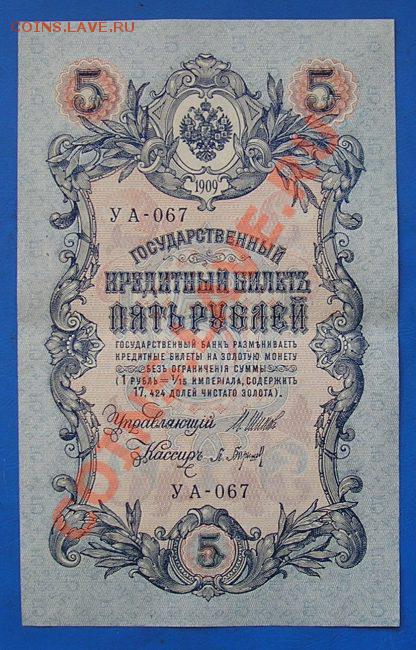 COINS.LAVE.RU
5 5
1909
УА-067
ГОСУДАРСТВЕННЫЙ
КРЕДИТНЫЙ БИЛЕТЪ
ПЯТЬ РУБЛЕЙ
ГОСУДАРСТВЕННЫЙ БАНКЪ РАЗМѢНИВАЕТЪ
КРЕДИТНЫЕ БИЛЕТЫ НА ЗОЛОТУЮ МОНЕТУ
БЕЗЪ ОГРАНИЧЕНІЯ СУММЫ
(1 РУБЛЬ = 1/15 ИМПЕРІАЛА, СОДЕРЖИТЪ
17,424 ДОЛЕЙ ЧИСТАГО ЗОЛОТА).
Управляющій
Кассиръ
УА-067
5